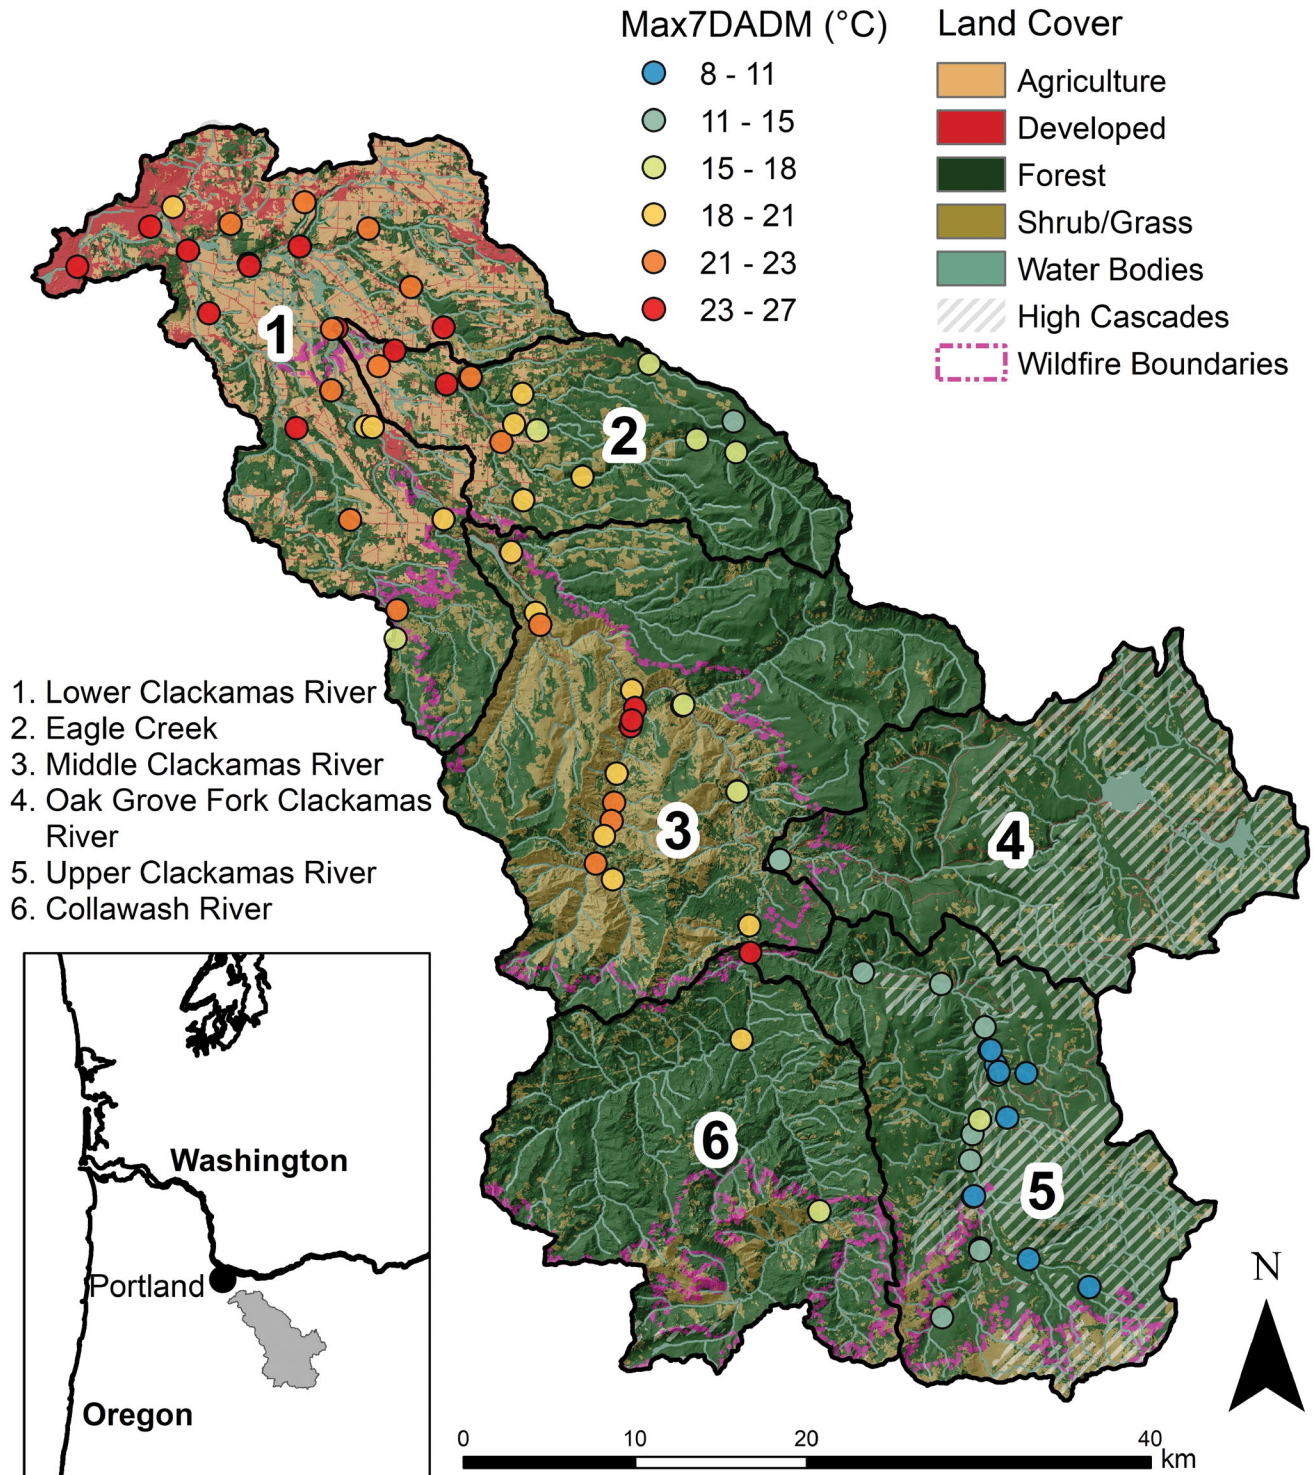 Max7DADM (°C)
8 - 11
11 - 15
15 - 18
18 - 21
21 - 23
23 - 27
Land Cover
Agriculture
Developed
Forest
Shrub/Grass
Water Bodies
High Cascades
Wildfire Boundaries
1
2
3
4
5
6
1. Lower Clackamas River
2. Eagle Creek
3. Middle Clackamas River
4. Oak Grove Fork Clackamas
River
5. Upper Clackamas River
6. Collawash River
Washington
Portland
Oregon
N
0 10 20 40
km